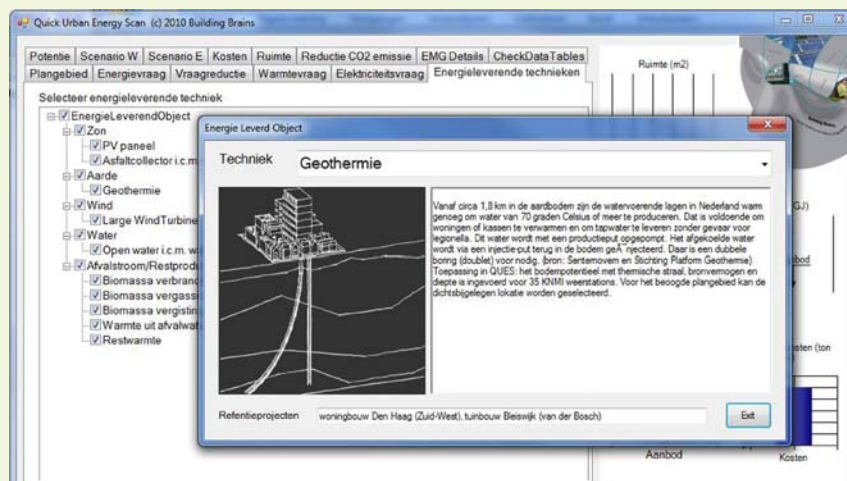 Quick Urban Energy Scan (c) 2010 Building Brains
Potentie Scenario W Scenario E Kosten Ruimte Reductie CO2 emissie EMG Details CheckDataTables
Plangebied Energievraag Vraagreductie Warmtevraag Elektriciteitsvraag Energieleverende technieken
Selecteer energieleverende techniek
EnergieLeverendObject
Zon
PV paneel
Asfaltcollector i.c.m
Aarde
Geothermie
Wind
Large WindTurbine
Water
Open water i.c.m. w
Afvalstroom/Restprodu
Biomassa verbran
Biomassa vergass
Biomassa vergistin
Warmte uit afvalwa
Restwarmte
Ruimte (m2)
GJ)
bod
osten (ton
Aanbod
Kosten
Energie Leverd Object
Techniek
Geothermie
Vanaf circa 1,8 km in de aardbodem zijn de watervoerende lagen in Nederland warm
genoeg om water van 70 graden Celsius of meer te produceren. Dat is voldoende om
woningen of kassen te verwarmen en om tapwater te leveren zonder gevaar voor
legionella. Dit water wordt met een productieput opgepompt. Het afgekoelde water
wordt via een injectie-put terug in de bodem geÃ¯njecteerd. Daar is een dubbele
boring (doublet) voor nodig. (bron: Senternovem en Stichting Platform Geothermie)
Toepassing in QUES: het bodempotentieel met thermische straal, bronvermogen en
diepte is ingevoerd voor 35 KNMI weerstations. Voor het beoogde plangebied kan de
dichtsbijgelegen lokatie worden geselecteerd.
Refentieprojecten
woningbouw Den Haag (Zuid-West), tuinbouw Bleiswijk (van der Bosch)
Exit